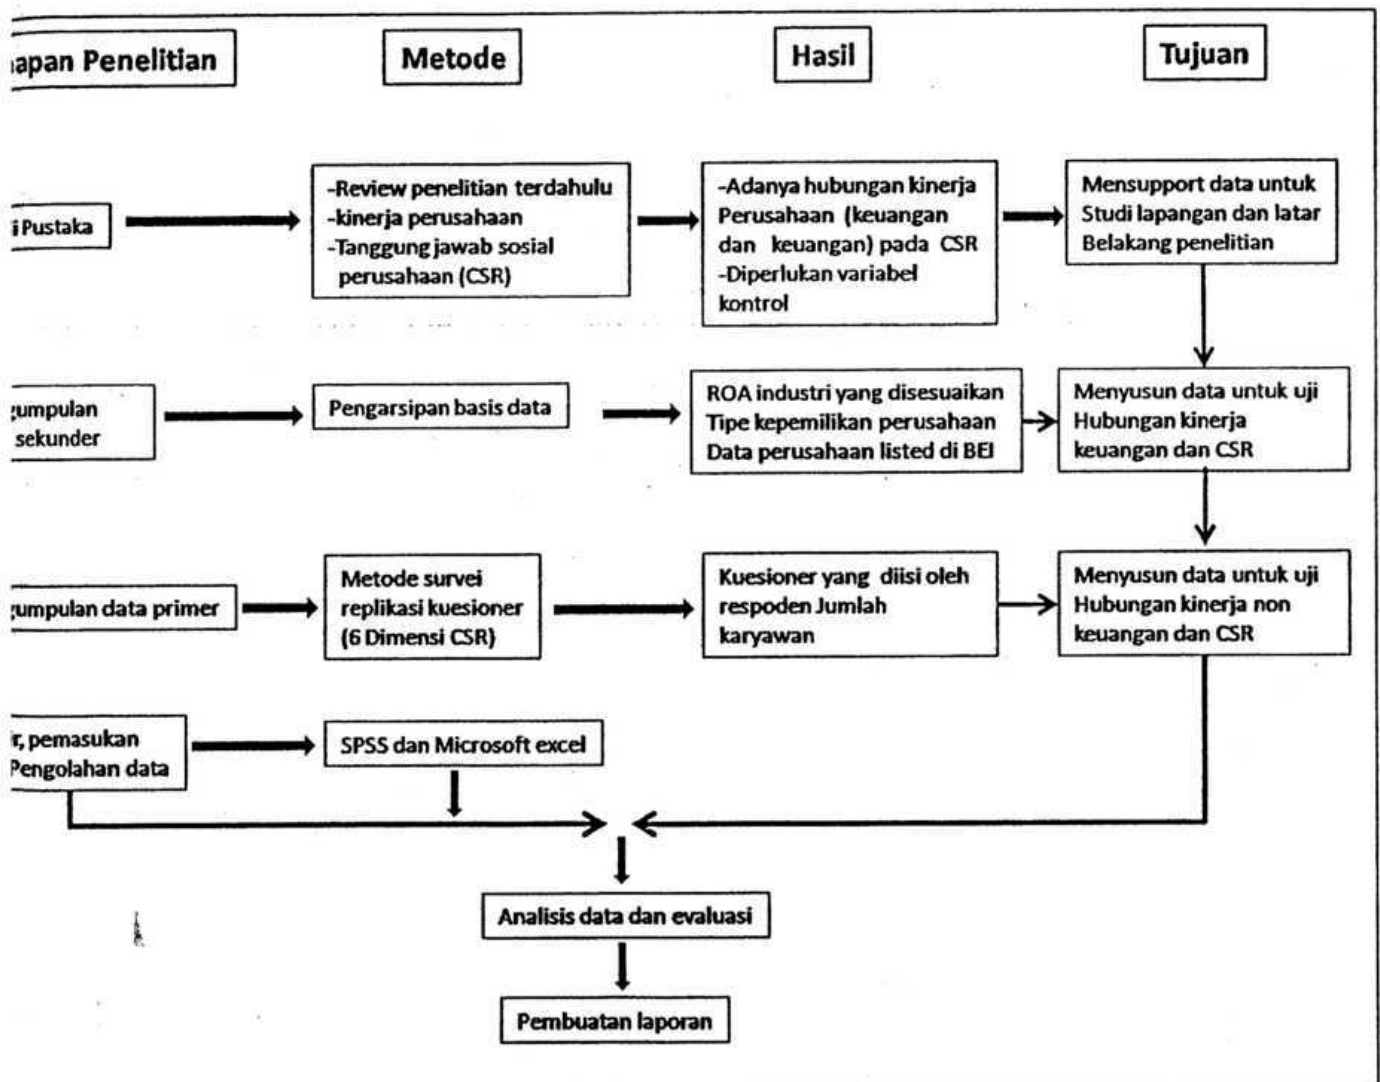 apan Penelitian
Metode
Hasil
Tujuan
i Pustaka
-Review penelitian terdahulu
-kinerja perusahaan
-Tanggung jawab sosial
perusahaan (CSR)
-Adanya hubungan kinerja
Perusahaan (keuangan
dan keuangan) pada CSR
-Diperlukan variabel
kontrol
Mensupport data untuk
Studi lapangan dan latar
Belakang penelitian
gumpulan
sekunder
Pengarsipan basis data
ROA industri yang disesuaikan
Tipe kepemilikan perusahaan
Data perusahaan listed di BEI
Menyusun data untuk uji
Hubungan kinerja
keuangan dan CSR
gumpulan data primer
Metode survei
replikasi kuesioner
(6 Dimensi CSR)
Kuesioner yang diisi oleh
respoden Jumlah
karyawan
Menyusun data untuk uji
Hubungan kinerja non
keuangan dan CSR
r, pemasukan
Pengolahan data
SPSS dan Microsoft excel
Analisis data dan evaluasi
Pembuatan laporan